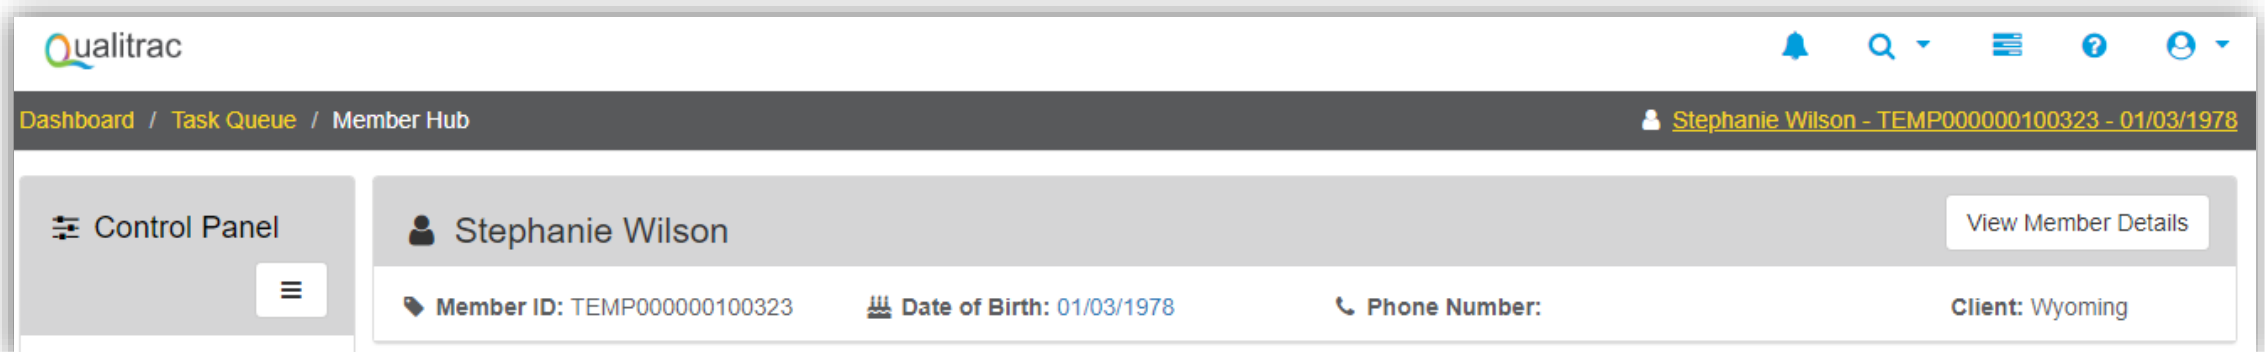 Qualitrac
Dashboard / Task Queue / Member Hub
Stephanie Wilson - TEMP000000100323 - 01/03/1978
Control Panel
Stephanie Wilson
View Member Details
Member ID: TEMP000000100323
Date of Birth: 01/03/1978
Phone Number:
Client: Wyoming